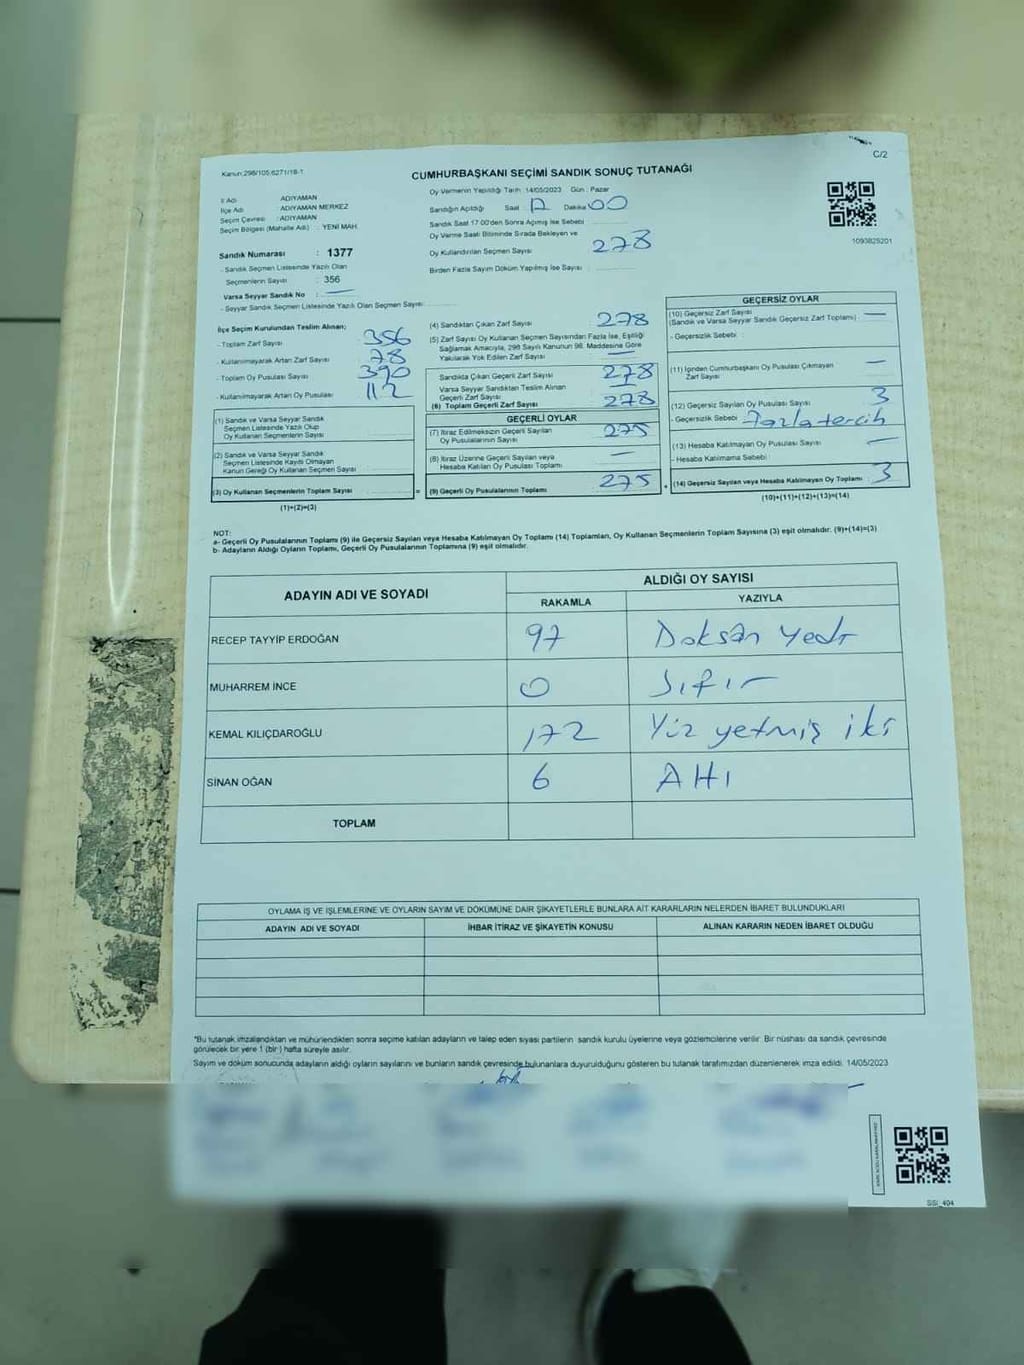 Kanun:298/105,6271/18-1
C/2
CUMHURBAŞKANI SEÇİMİ SANDIK SONUÇ TUTANAĞI
İl Adı : ADIYAMAN
İlçe Adı : ADIYAMAN MERKEZ
Seçim Çevresi : ADIYAMAN
Seçim Bölgesi (Mahalle Adı) : YENİ MAH.
Oy Vermenin Yapıldığı Tarih :14/05/2023 Gün : Pazar
Sandığın Açıldığı Saat : 17 Dakika : 00
Sandık Saat 17:00'den Sonra Açılmış İse Sebebi :
Oy Verme Saati Bitiminde Sırada Bekleyen ve
Oy Kullandırılan Seçmen Sayısı : 278
Birden Fazla Sayım Döküm Yapılmış İse Sayısı :
1093825201
Sandık Numarası : 1377
- Sandık Seçmen Listesinde Yazılı Olan
Seçmenlerin Sayısı : 356
Varsa Seyyar Sandık No : —
- Seyyar Sandık Seçmen Listesinde Yazılı Olan Seçmen Sayısı :
İlçe Seçim Kurulundan Teslim Alınan;
- Toplam Zarf Sayısı : 356
- Kullanılmayarak Artan Zarf Sayısı : 78
- Toplam Oy Pusulası Sayısı : 390
- Kullanılmayarak Artan Oy Pusulası : 112
(1) Sandık ve Varsa Seyyar Sandık
Seçmen Listesinde Yazılı Olup
Oy Kullanan Seçmenlerin Sayısı
(2) Sandık ve Varsa Seyyar Sandık
Seçmen Listesinde Kaydı Olmayan
Kanun Gereği Oy Kullanan Seçmen Sayısı
(3) Oy Kullanan Seçmenlerin Toplam Sayısı
(1)+(2)=(3)
(4) Sandıktan Çıkan Zarf Sayısı : 278
(5) Zarf Sayısı Oy Kullanan Seçmen Sayısından Fazla İse, Eşitliği
Sağlamak Amacıyla, 298 Sayılı Kanunun 98. Maddesine Göre
Yakılarak Yok Edilen Zarf Sayısı : —
Sandıkta Çıkan Geçerli Zarf Sayısı : 278
Varsa Seyyar Sandıktan Teslim Alınan
Geçerli Zarf Sayısı : —
(6) Toplam Geçerli Zarf Sayısı : 278
GEÇERLİ OYLAR
(7) İtiraz Edilmeksizin Geçerli Sayılan
Oy Pusulalarının Sayısı : 275
(8) İtiraz Üzerine Geçerli Sayılan veya
Hesaba Katılan Oy Pusulası Toplamı : —
(9) Geçerli Oy Pusulalarının Toplamı : 275
GEÇERSİZ OYLAR
(10) Geçersiz Zarf Sayısı
(Sandık ve Varsa Seyyar Sandık Geçersiz Zarf Toplamı) : —
- Geçersizlik Sebebi :
(11) İçinden Cumhurbaşkanı Oy Pusulası Çıkmayan
Zarf Sayısı : —
(12) Geçersiz Sayılan Oy Pusulası Sayısı : 3
- Geçersizlik Sebebi : Fazla tercih
(13) Hesaba Katılmayan Oy Pusulası Sayısı : —
- Hesaba Katılmama Sebebi :
(14) Geçersiz Sayılan veya Hesaba Katılmayan Oy Toplamı : 3
(10)+(11)+(12)+(13)=(14)
NOT:
a- Geçerli Oy Pusulalarının Toplamı (9) ile Geçersiz Sayılan veya Hesaba Katılmayan Oy Toplamı (14) Toplamları, Oy Kullanan Seçmenlerin Toplam Sayısına (3) eşit olmalıdır. (9)+(14)=(3)
b- Adayların Aldığı Oyların Toplamı, Geçerli Oy Pusulalarının Toplamına (9) eşit olmalıdır.
ADAYIN ADI VE SOYADI ALDIĞI OY SAYISI
RAKAMLA YAZIYLA
RECEP TAYYİP ERDOĞAN 97 Doksan Yedi
MUHARREM İNCE 0 Sıfır
KEMAL KILIÇDAROĞLU 172 Yüz yetmiş iki
SİNAN OĞAN 6 Altı
TOPLAM
OYLAMA İŞ VE İŞLEMLERİNE VE OYLARIN SAYIM VE DÖKÜMÜNE DAİR ŞİKAYETLERLE BUNLARA AİT KARARLARIN NELERDEN İBARET BULUNDUKLARI
ADAYIN ADI VE SOYADI İHBAR İTİRAZ VE ŞİKAYETİN KONUSU ALINAN KARARIN NEDEN İBARET OLDUĞU
*Bu tutanak imzalandıktan ve mühürlendikten sonra seçime katılan adayların ve talep eden siyasi partilerin sandık kurulu üyelerine veya gözlemcilerine verilir. Bir nüshası da sandık çevresinde
görülecek bir yere 1 (bir) hafta süreyle asılır.
Sayım ve döküm sonucunda adayların aldığı oyların sayılarını ve bunların sandık çevresinde bulunanlara duyurulduğunu gösteren bu tutanak tarafımızdan düzenlenerek imza edildi. 14/05/2023
SSI_404